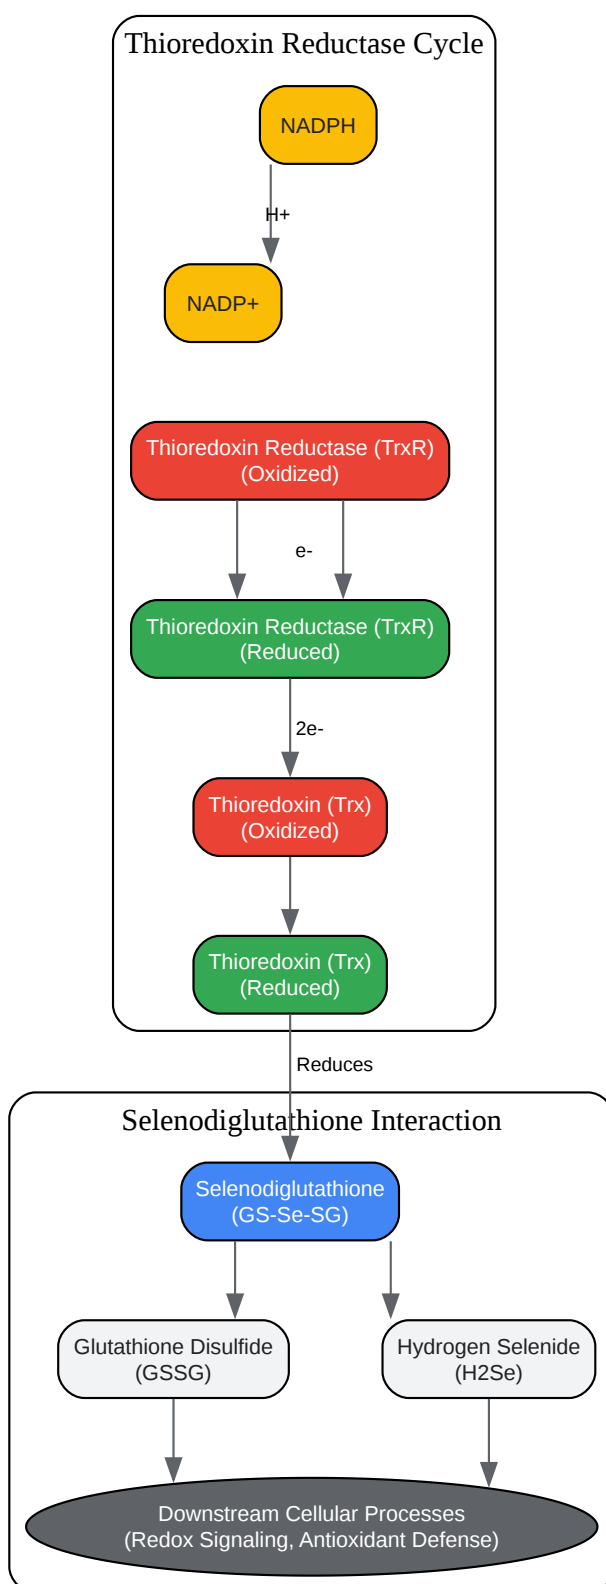 Thioredoxin Reductase Cycle
NADPH
H+
NADP+
Thioredoxin Reductase (TrxR)
(Oxidized)
e-
Thioredoxin Reductase (TrxR)
(Reduced)
2e-
Thioredoxin (Trx)
(Oxidized)
Thioredoxin (Trx)
(Reduced)
Reduces
Selenodiglutathione Interaction
Selenodiglutathione
(GS-Se-SG)
Glutathione Disulfide
(GSSG)
Hydrogen Selenide
(H2Se)
Downstream Cellular Processes
(Redox Signaling, Antioxidant Defense)